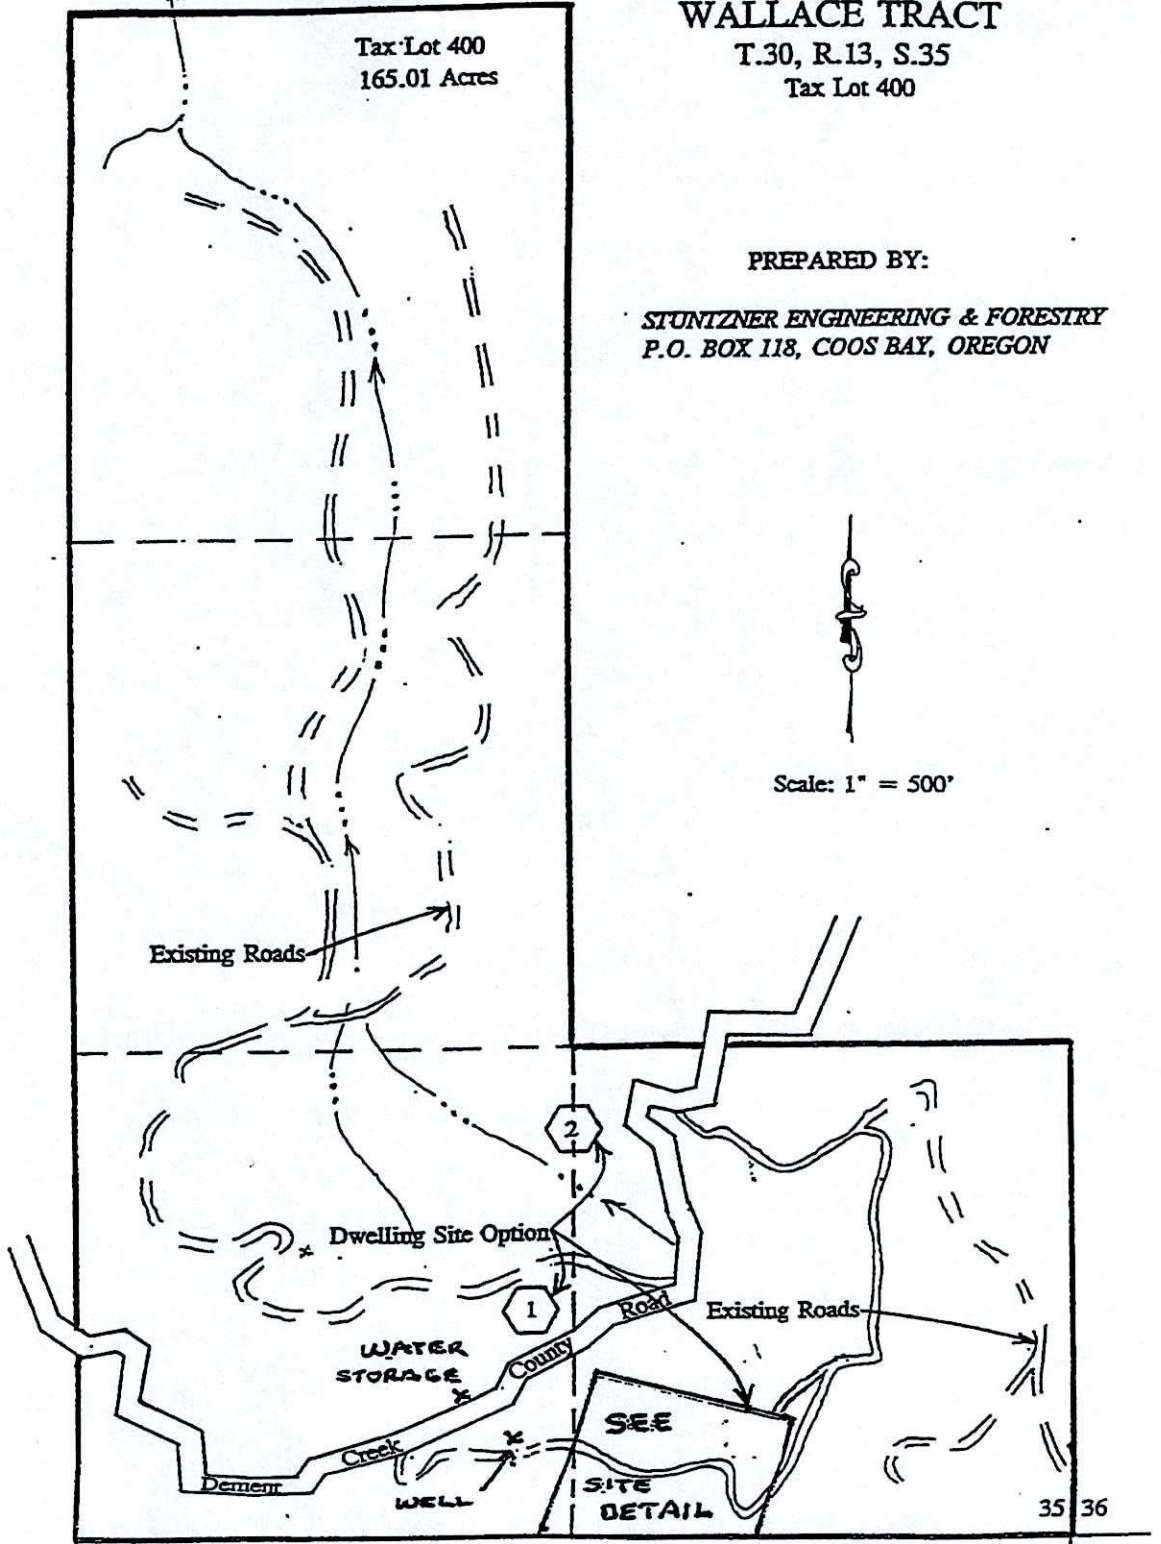 WALLACE TRACT
T.30, R.13, S.35
Tax Lot 400
Tax Lot 400
165.01 Acres
PREPARED BY:
STUNTZNER ENGINEERING & FORESTRY
P.O. BOX 118, COOS BAY, OREGON
Scale: 1" = 500'
Existing Roads
2
Dwelling Site Option
1
Road
Existing Roads
WATER
STORAGE
County
SEE
Creek
Dement
WELL
SITE
DETAIL
35 36